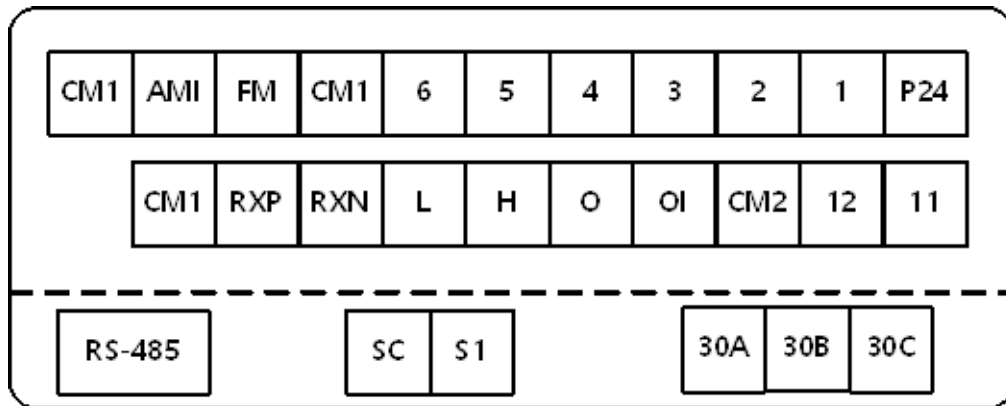 CM1 AMI FM CM1 6 5 4 3 2 1 P24
CM1 RXP RXN L H O OI CM2 12 11
RS-485 SC S1 30A 30B 30C